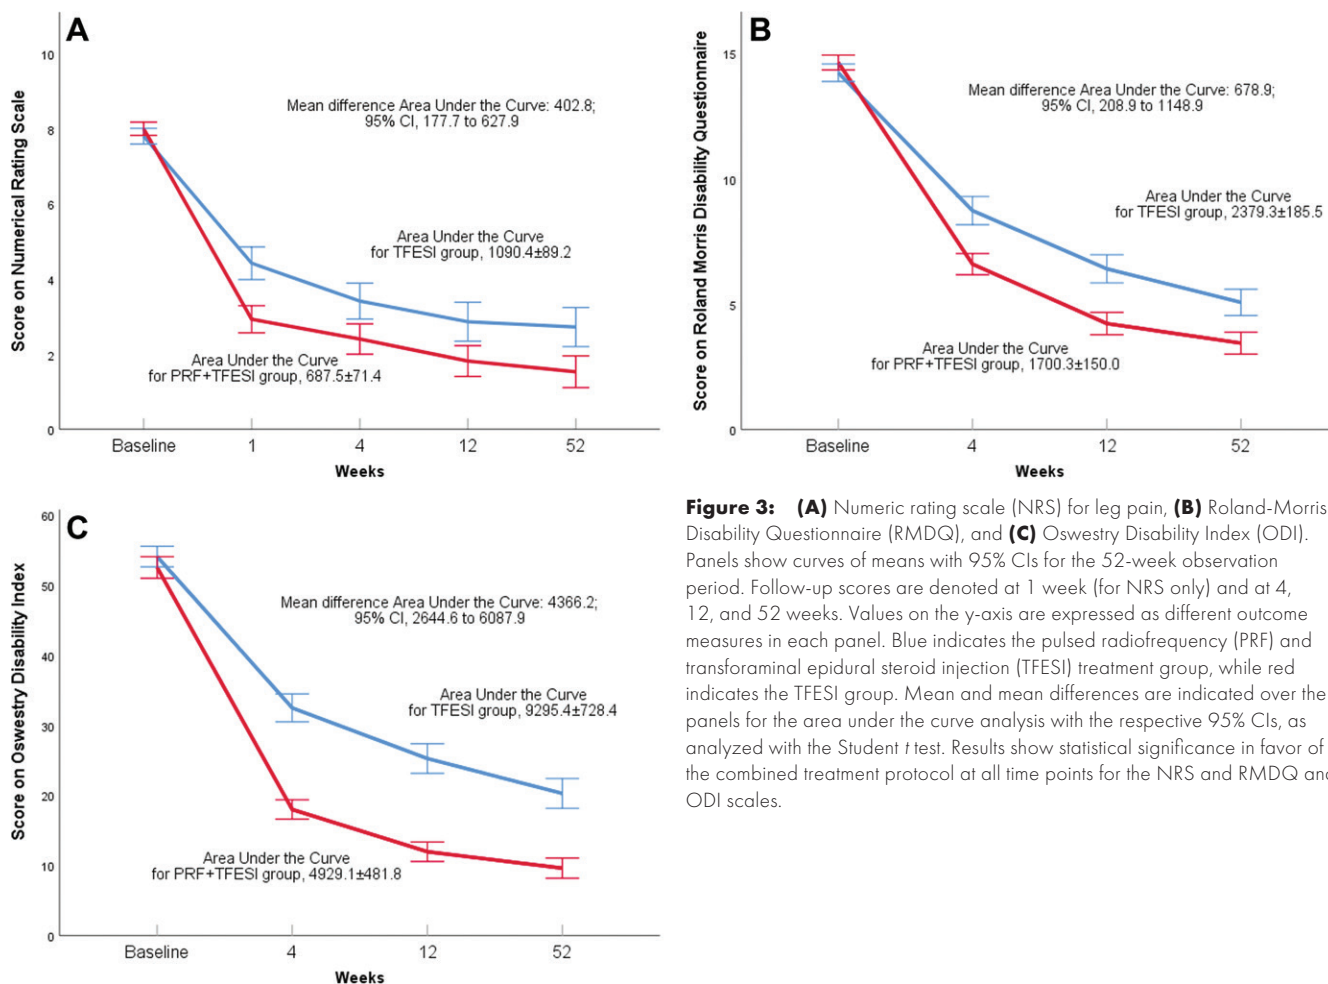 A
Score on Numerical Rating Scale
10
8
6
4
2
0
Mean difference Area Under the Curve: 402.8;
95% CI, 177.7 to 627.9
Area Under the Curve
for TFESI group, 1090.4±89.2
Area Under the Curve
for PRF+TFESI group, 687.5±71.4
Baseline 1 4 12 52
Weeks
B
Score on Roland Morris Disability Questionnaire
15
10
5
0
Mean difference Area Under the Curve: 678.9;
95% CI, 208.9 to 1148.9
Area Under the Curve
for TFESI group, 2379.3±185.5
Area Under the Curve
for PRF+TFESI group, 1700.3±150.0
Baseline 4 12 52
Weeks
C
Score on Oswestry Disability Index
60
50
40
30
20
10
0
Mean difference Area Under the Curve: 4366.2;
95% CI, 2644.6 to 6087.9
Area Under the Curve
for TFESI group, 9295.4±728.4
Area Under the Curve
for PRF+TFESI group, 4929.1±481.8
Baseline 4 12 52
Weeks
Figure 3: (A) Numeric rating scale (NRS) for leg pain, (B) Roland-Morris
Disability Questionnaire (RMDQ), and (C) Oswestry Disability Index (ODI).
Panels show curves of means with 95% CIs for the 52-week observation
period. Follow-up scores are denoted at 1 week (for NRS only) and at 4,
12, and 52 weeks. Values on the y-axis are expressed as different outcome
measures in each panel. Blue indicates the pulsed radiofrequency (PRF) and
transforaminal epidural steroid injection (TFESI) treatment group, while red
indicates the TFESI group. Mean and mean differences are indicated over the
panels for the area under the curve analysis with the respective 95% CIs, as
analyzed with the Student t test. Results show statistical significance in favor of
the combined treatment protocol at all time points for the NRS and RMDQ and
ODI scales.